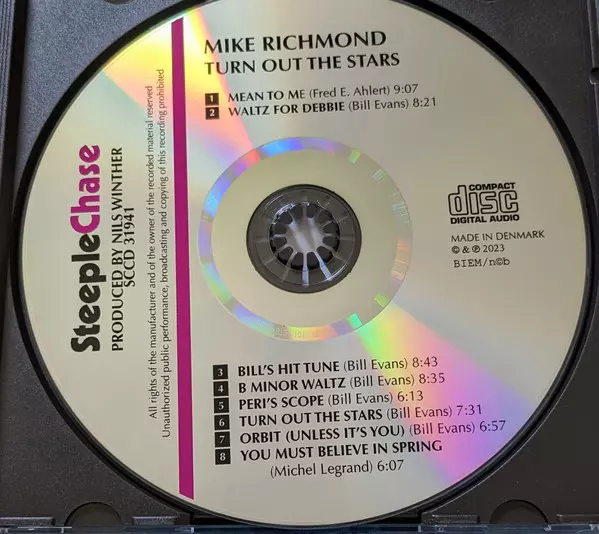 MIKE RICHMOND
TURN OUT THE STARS
1 MEAN TO ME (Fred E. Ahlert) 9:07
2 WALTZ FOR DEBBIE (Bill Evans) 8:21
SteepleChase
PRODUCED BY NILS WINTHER
SCCD 31941
All rights of the manufacturer and of the owner of the recorded material reserved
Unauthorized public performance, broadcasting and copying of this recording prohibited
COMPACT
disc
DIGITAL AUDIO
MADE IN DENMARK
© & ℗ 2023
BIEM/n©b
3 BILL'S HIT TUNE (Bill Evans) 8:43
4 B MINOR WALTZ (Bill Evans) 8:35
5 PERI'S SCOPE (Bill Evans) 6:13
6 TURN OUT THE STARS (Bill Evans) 7:31
7 ORBIT (UNLESS IT'S YOU) (Bill Evans) 6:57
8 YOU MUST BELIEVE IN SPRING
(Michel Legrand) 6:07